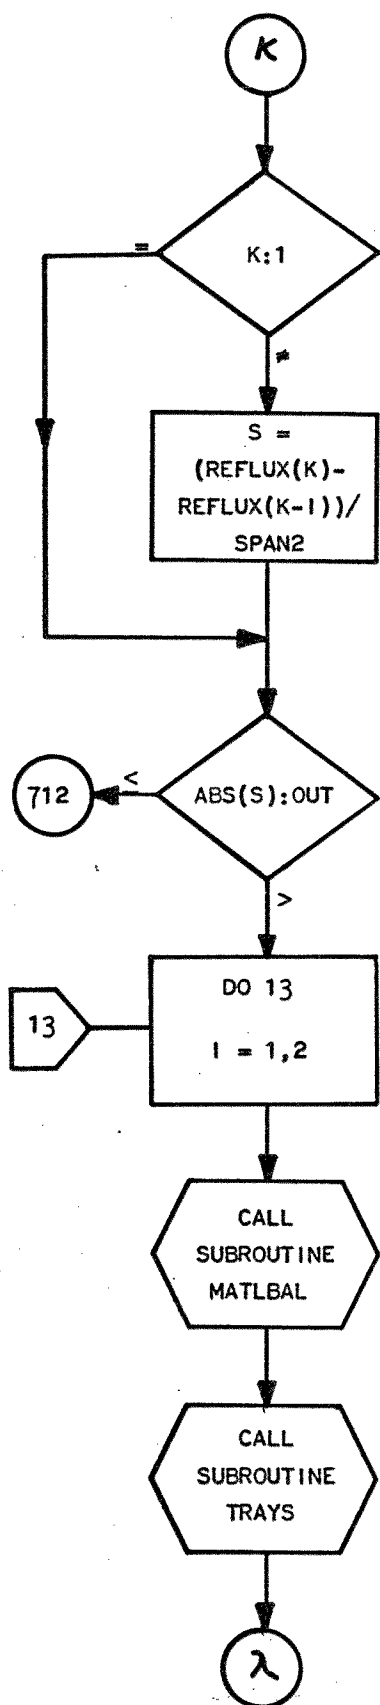 K
K:1
=
≠
S =
(REFLUX(K)-
REFLUX(K-1))/
SPAN2
712
<
ABS(S):OUT
>
DO 13
13
I = 1,2
CALL
SUBROUTINE
MATLBAL
CALL
SUBROUTINE
TRAYS
λ